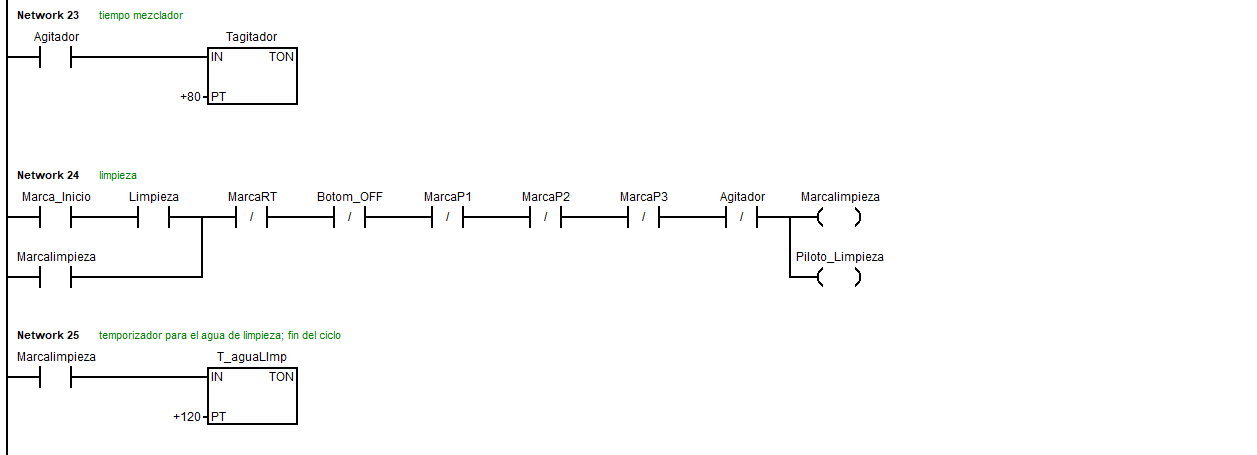 Network 23 tiempo mezclador
Agitador
Tagitador
IN TON
+80 PT
Network 24 limpieza
Marca_Inicio Limpieza MarcaRT Botom_OFF MarcaP1 MarcaP2 MarcaP3 Agitador Marcalimpieza
/ / / / / /
Marcalimpieza Piloto_Limpieza
Network 25 temporizador para el agua de limpieza; fin del ciclo
Marcalimpieza T_aguaLImp
IN TON
+120 PT